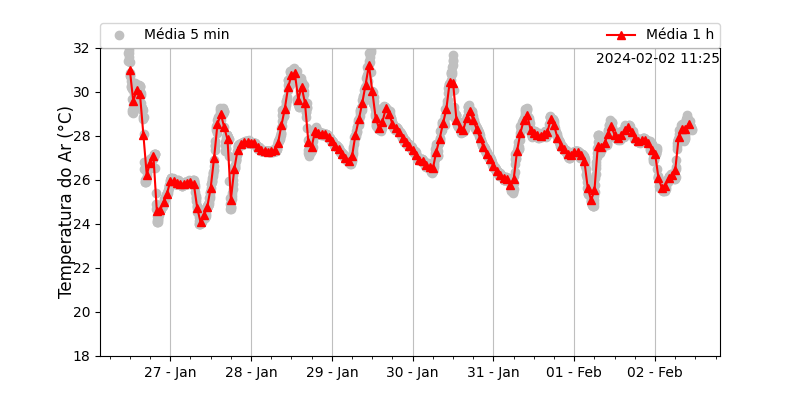 Média 5 min
Média 1 h
2024-02-02 11:25
Temperatura do Ar (°C)
32
30
28
26
24
22
20
18
27 - Jan
28 - Jan
29 - Jan
30 - Jan
31 - Jan
01 - Feb
02 - Feb